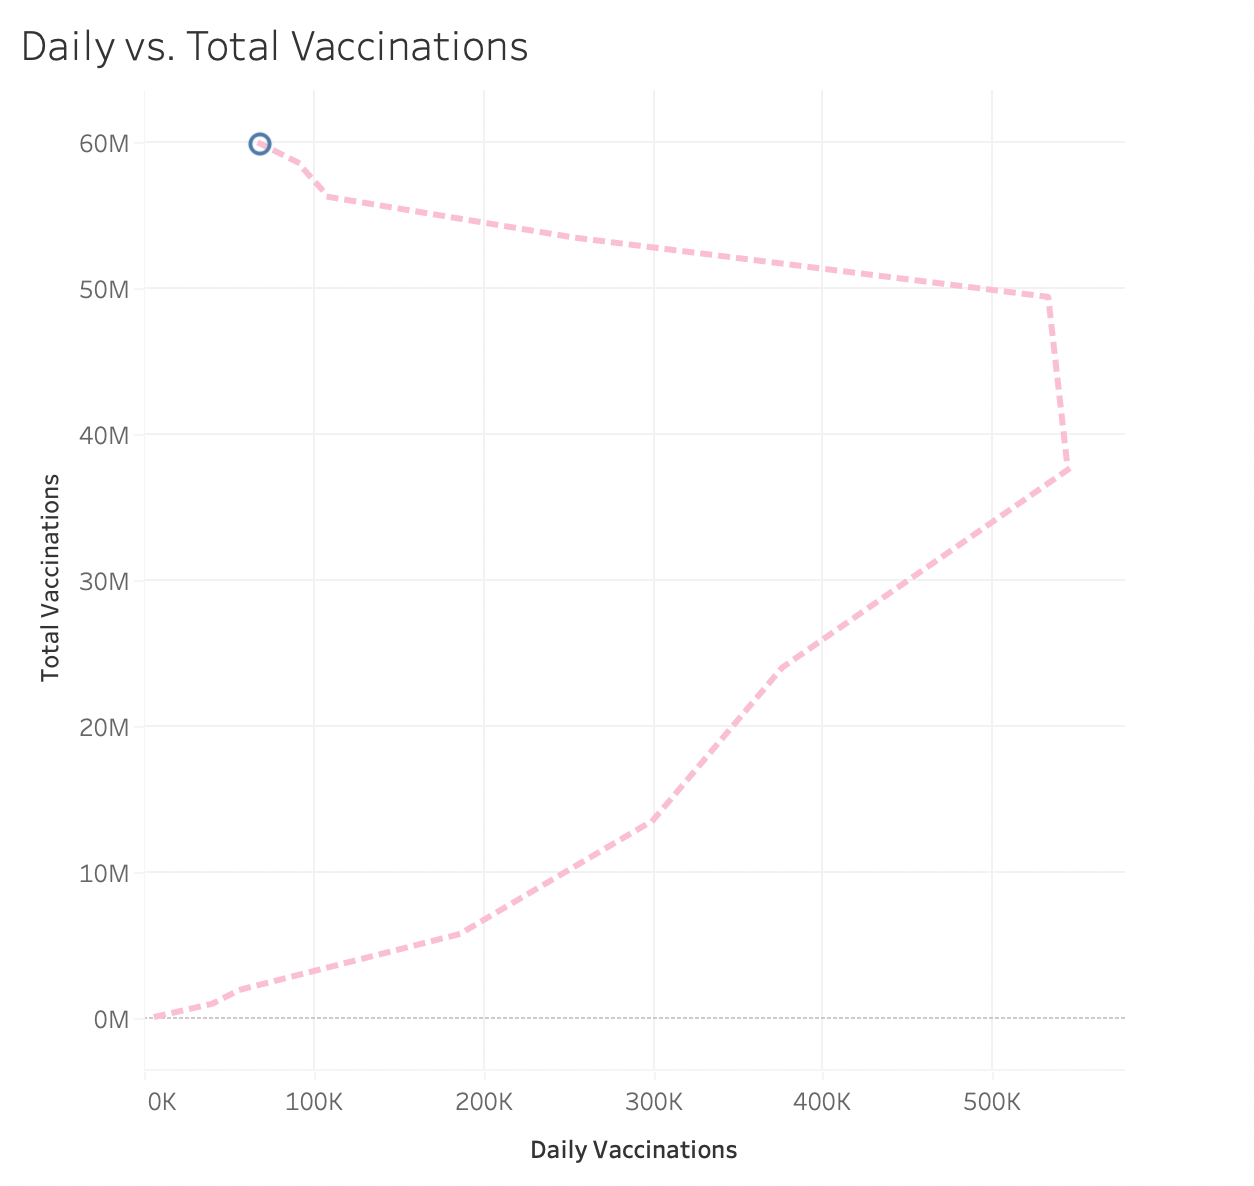 Daily vs. Total Vaccinations
60M
50M
40M
30M
20M
10M
0M
Total Vaccinations
0K 100K 200K 300K 400K 500K
Daily Vaccinations